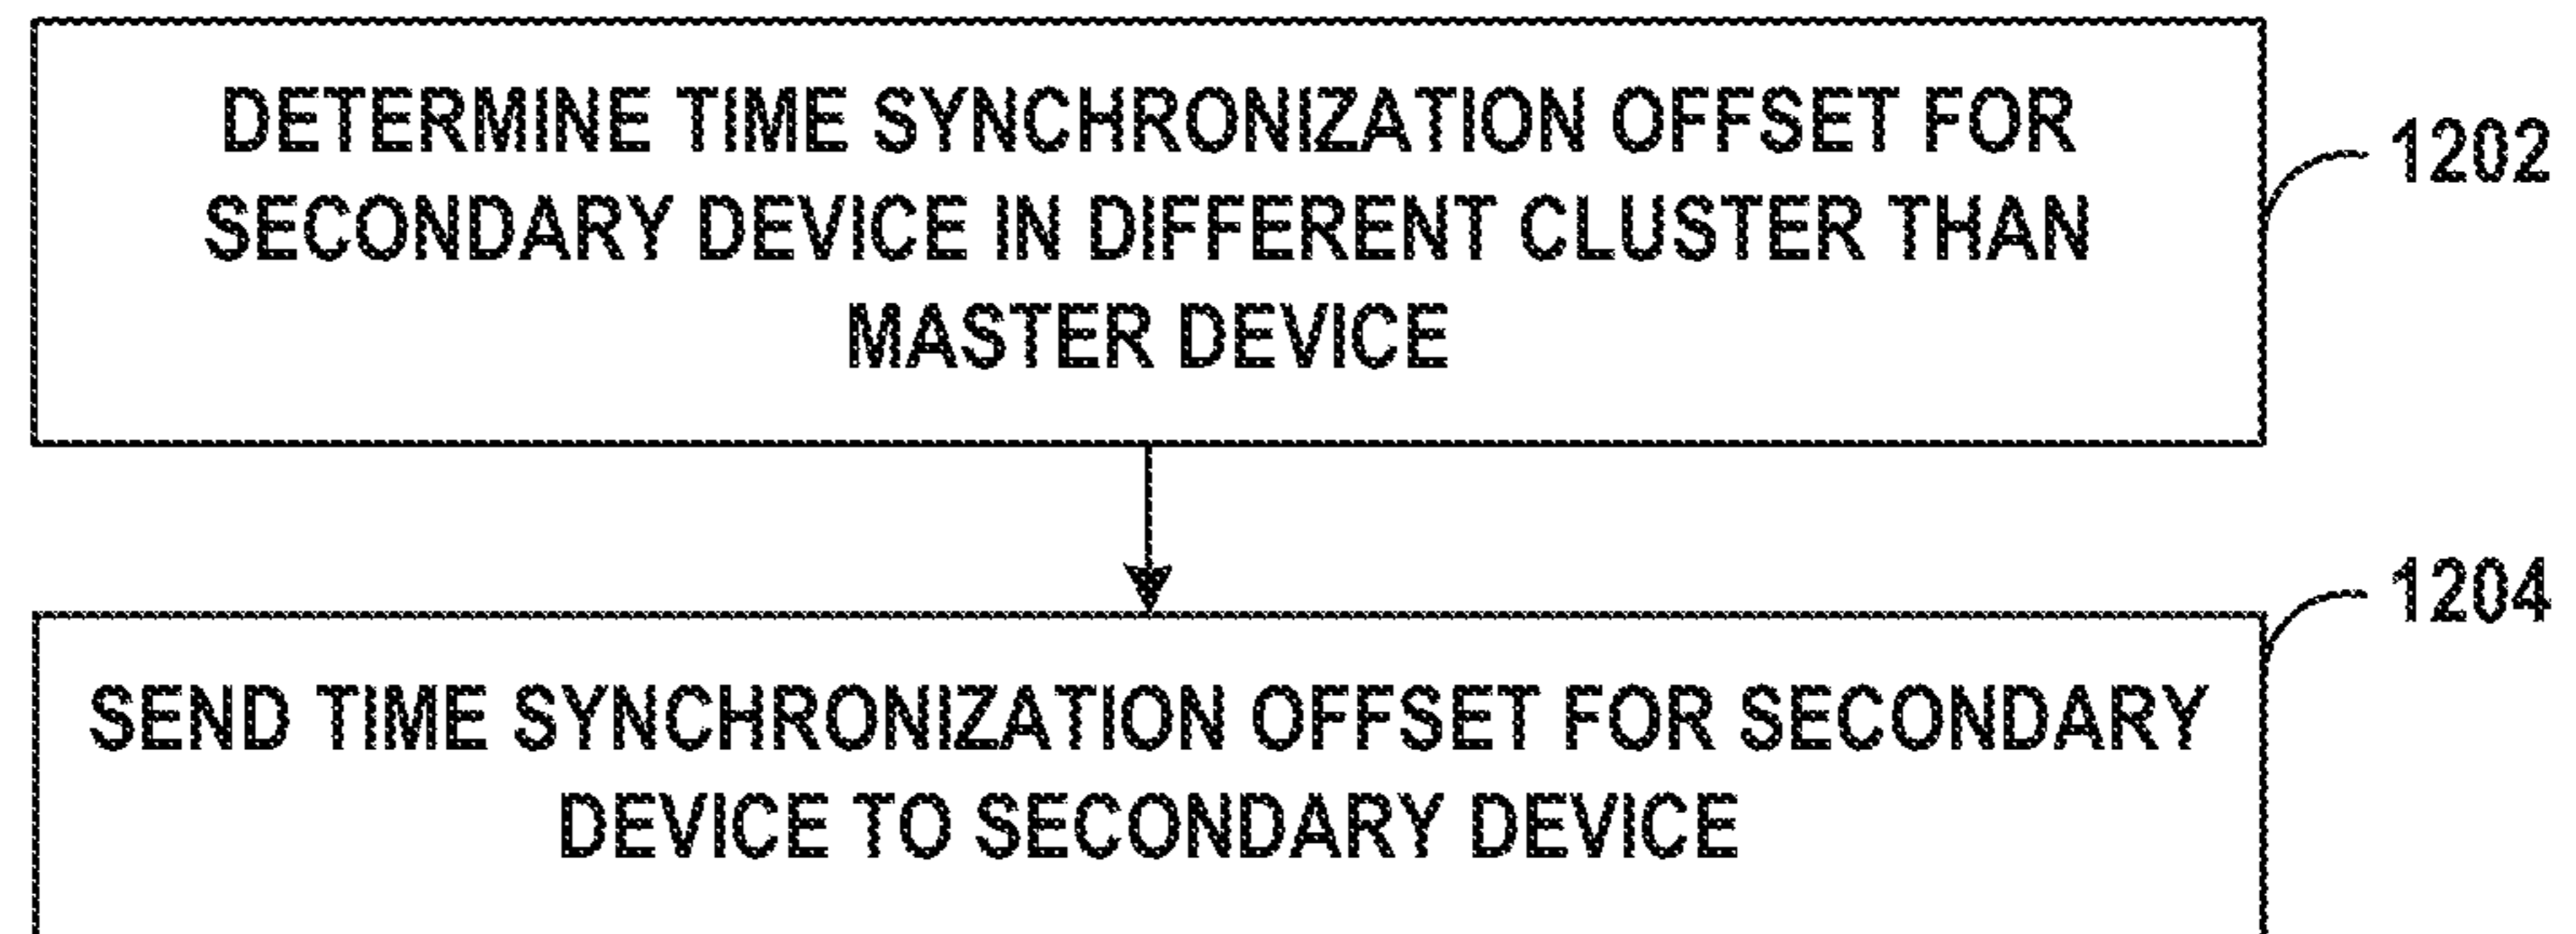 DETERMINE TIME SYNCHRONIZATION OFFSET FOR
SECONDARY DEVICE IN DIFFERENT CLUSTER THAN
MASTER DEVICE
1202
SEND TIME SYNCHRONIZATION OFFSET FOR SECONDARY
DEVICE TO SECONDARY DEVICE
1204